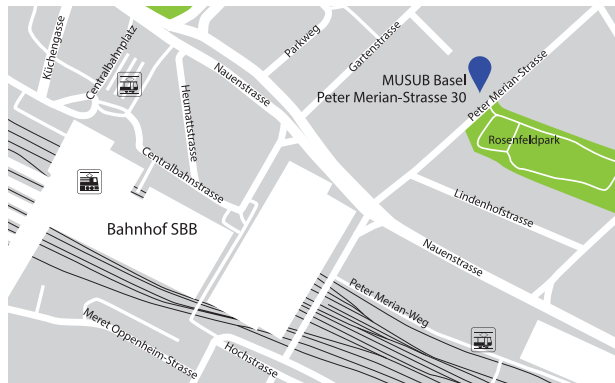 Küchengasse
Centralbahnplatz
Parkweg
Gartenstrasse
Nauenstrasse
Heumattstrasse
MUSUB Basel
Peter Merian-Strasse 30
Peter Merian-Strasse
Rosenfeldpark
Centralbahnstrasse
Lindenhofstrasse
Bahnhof SBB
Nauenstrasse
Peter Merian-Weg
Meret Oppenheim-Strasse
Hochstrasse